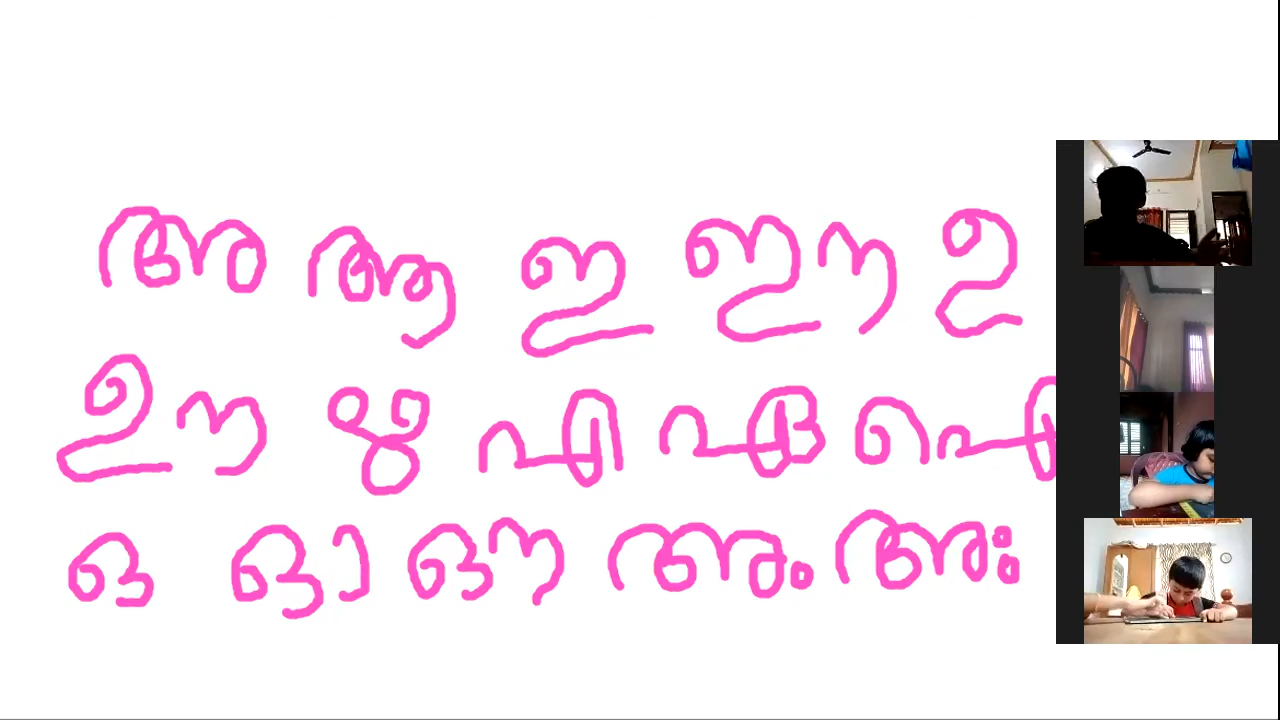 അ ആ ഇ ഈ ഉ
ഊ ഋ എ ഏ ഐ
ഒ ഓ ഔ അം അഃ